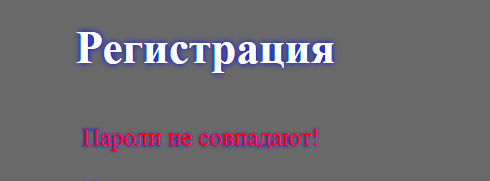 Регистрация
Пароли не совпадают!